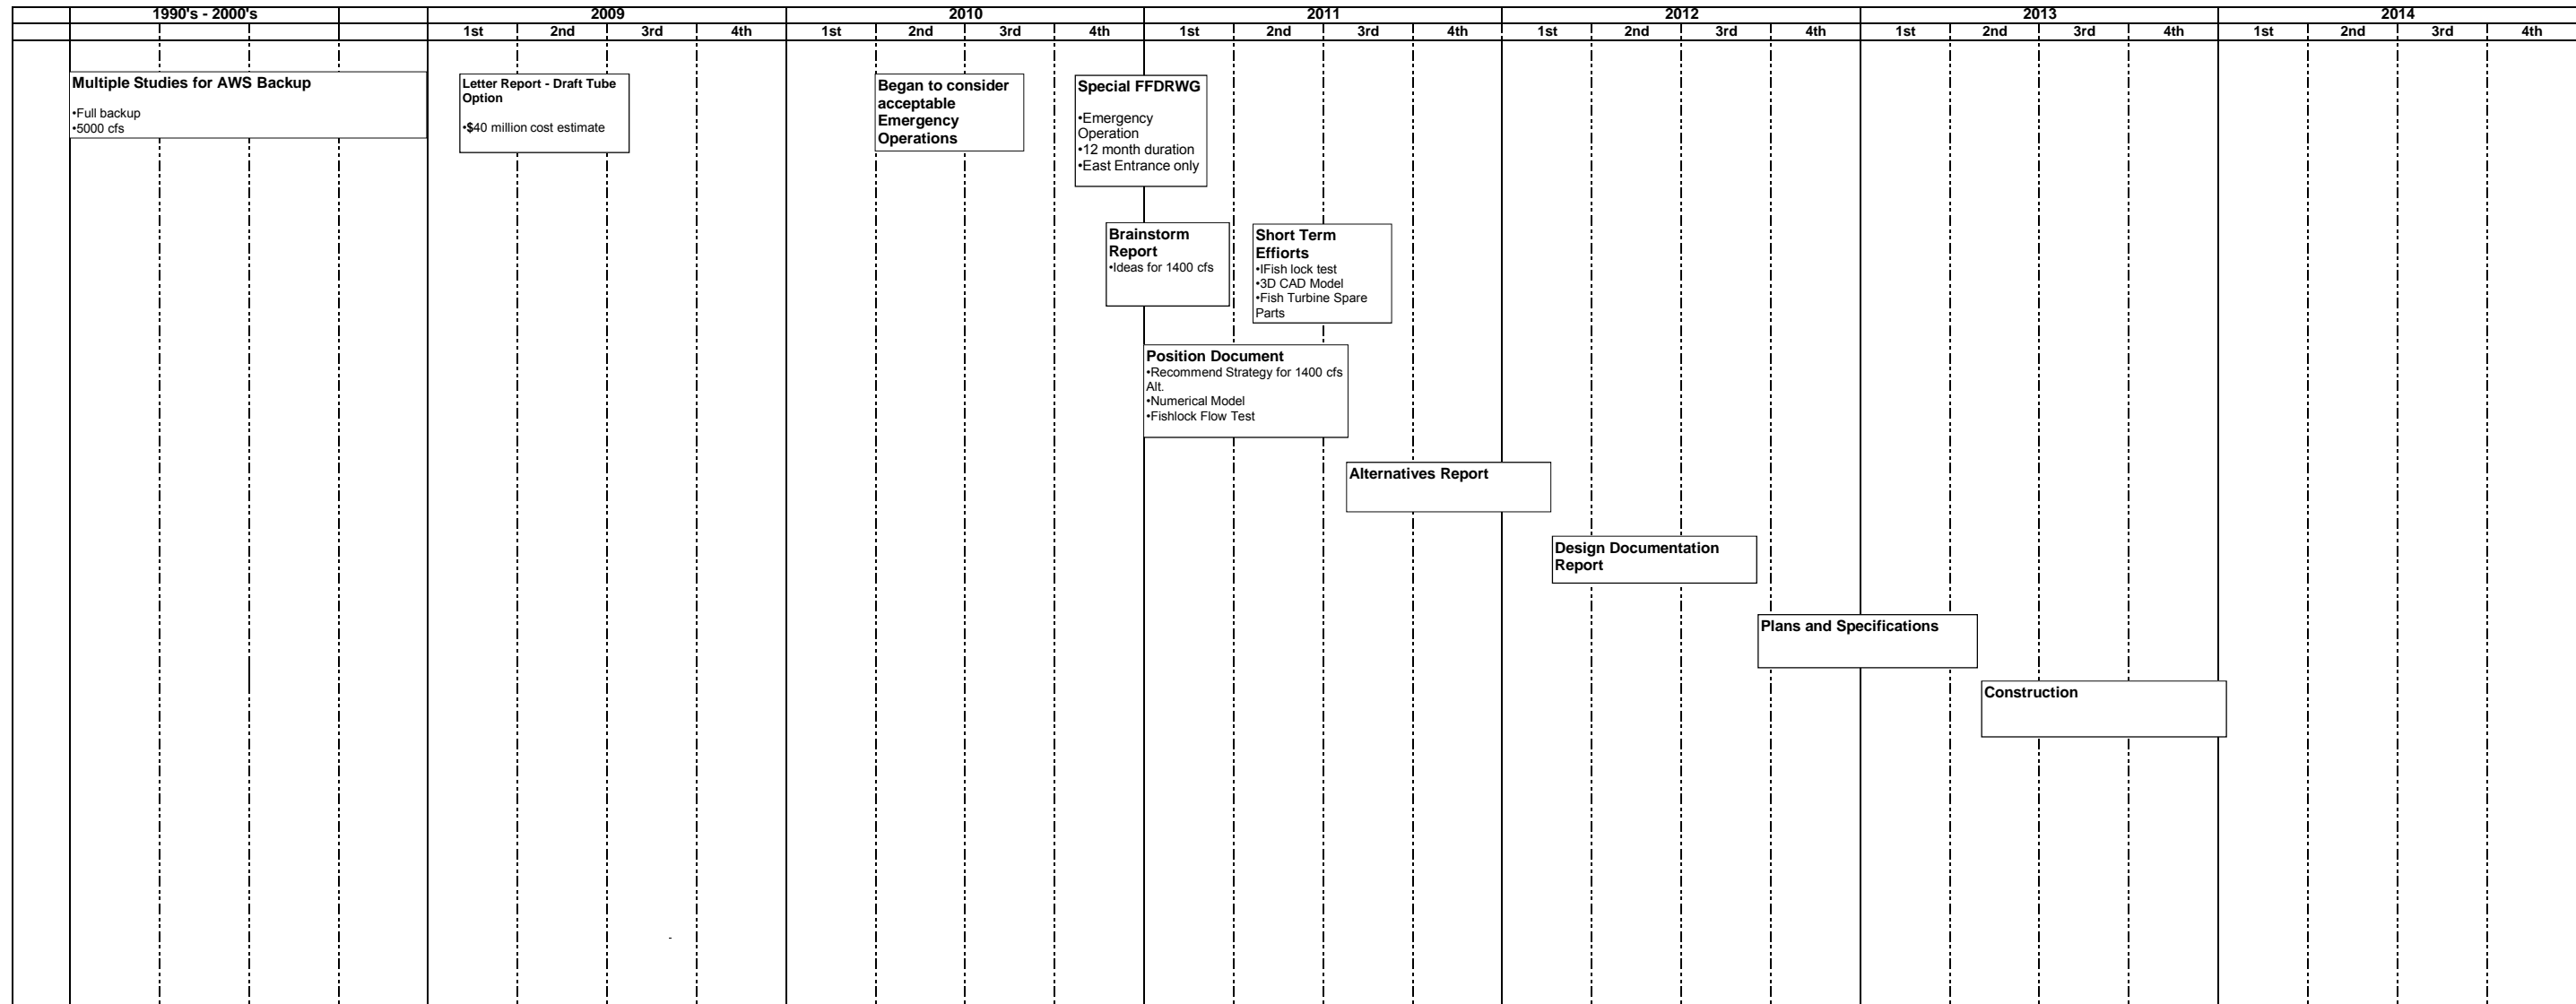 1990's - 2000's 2009 2010 2011 2012 2013 2014
1st 2nd 3rd 4th 1st 2nd 3rd 4th 1st 2nd 3rd 4th 1st 2nd 3rd 4th 1st 2nd 3rd 4th 1st 2nd 3rd 4th
Multiple Studies for AWS Backup
•Full backup
•5000 cfs
Letter Report - Draft Tube
Option
•$40 million cost estimate
Began to consider
acceptable
Emergency
Operations
Special FFDRWG
•Emergency
Operation
•12 month duration
•East Entrance only
Brainstorm
Report
•Ideas for 1400 cfs
Short Term
Effiorts
•IFish lock test
•3D CAD Model
•Fish Turbine Spare
Parts
Position Document
•Recommend Strategy for 1400 cfs
Alt.
•Numerical Model
•Fishlock Flow Test
Alternatives Report
Design Documentation
Report
Plans and Specifications
Construction